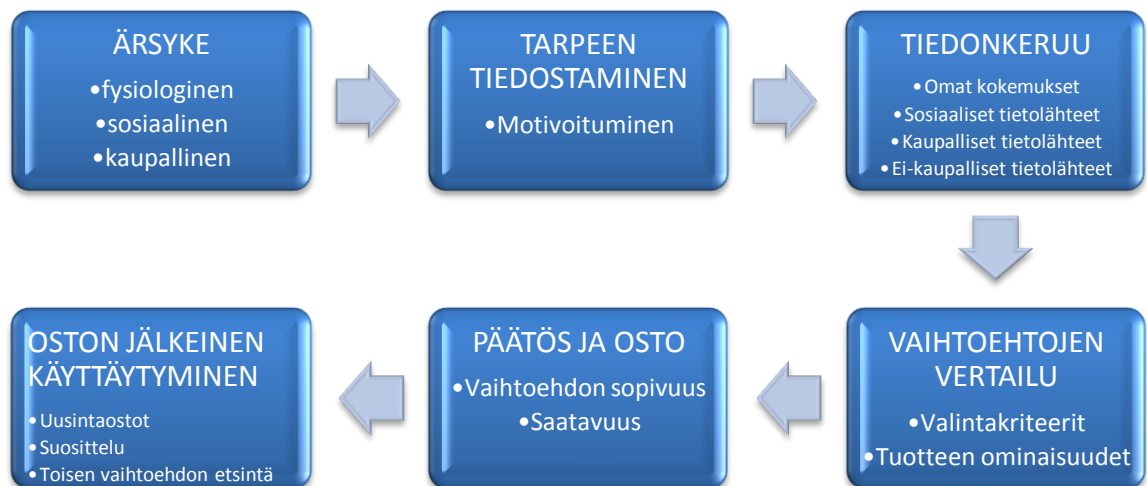 ÄRSYKE
•fysiologinen
•sosiaalinen
•kaupallinen
TARPEEN
TIEDOSTAMINEN
•Motivoituminen
TIEDONKERUU
•Omat kokemukset
•Sosiaaliset tietolähteet
•Kaupalliset tietolähteet
•Ei-kaupalliset tietolähteet
VAIHTOEHTOJEN
VERTAILU
•Valintakriteerit
•Tuotteen ominaisuudet
PÄÄTÖS JA OSTO
•Vaihtoehdon sopivuus
•Saatavuus
OSTON JÄLKEINEN
KÄYTTÄYTYMINEN
•Uusintaostot
•Suosittelu
•Toisen vaihtoehdon etsintä